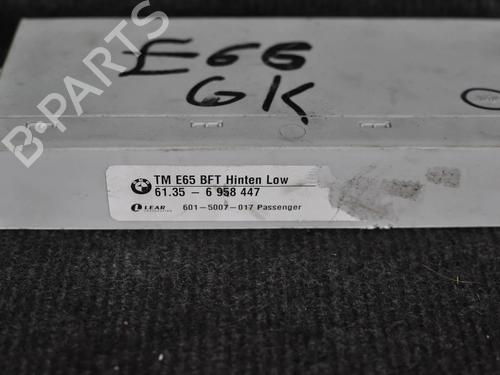 E66
GK
B-PARTS
TM E65 BFT Hinten Low
61.35 - 6 958 447
LEAR
601-5007-017 Passenger